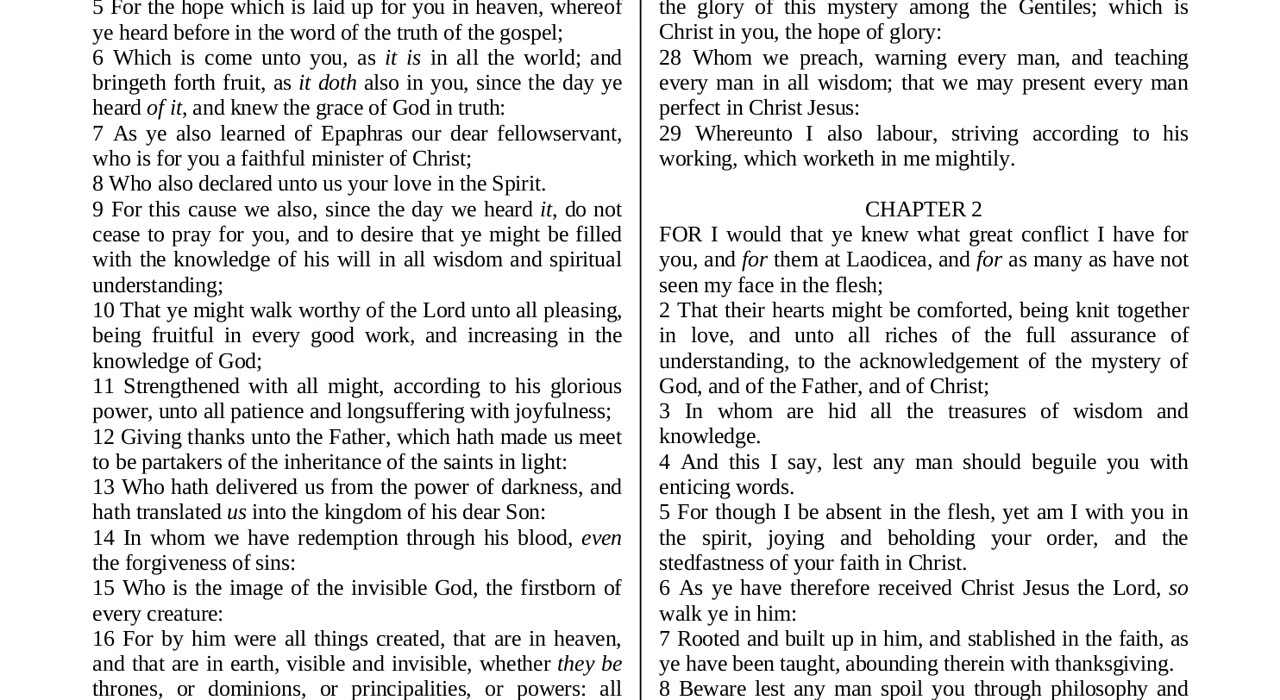 5 For the hope which is laid up for you in heaven, whereof
ye heard before in the word of the truth of the gospel;
6 Which is come unto you, as it is in all the world; and
bringeth forth fruit, as it doth also in you, since the day ye
heard of it, and knew the grace of God in truth:
7 As ye also learned of Epaphras our dear fellowservant,
who is for you a faithful minister of Christ;
8 Who also declared unto us your love in the Spirit.
9 For this cause we also, since the day we heard it, do not
cease to pray for you, and to desire that ye might be filled
with the knowledge of his will in all wisdom and spiritual
understanding;
10 That ye might walk worthy of the Lord unto all pleasing,
being fruitful in every good work, and increasing in the
knowledge of God;
11 Strengthened with all might, according to his glorious
power, unto all patience and longsuffering with joyfulness;
12 Giving thanks unto the Father, which hath made us meet
to be partakers of the inheritance of the saints in light:
13 Who hath delivered us from the power of darkness, and
hath translated us into the kingdom of his dear Son:
14 In whom we have redemption through his blood, even
the forgiveness of sins:
15 Who is the image of the invisible God, the firstborn of
every creature:
16 For by him were all things created, that are in heaven,
and that are in earth, visible and invisible, whether they be
thrones, or dominions, or principalities, or powers: all
the glory of this mystery among the Gentiles; which is
Christ in you, the hope of glory:
28 Whom we preach, warning every man, and teaching
every man in all wisdom; that we may present every man
perfect in Christ Jesus:
29 Whereunto I also labour, striving according to his
working, which worketh in me mightily.
CHAPTER 2
FOR I would that ye knew what great conflict I have for
you, and for them at Laodicea, and for as many as have not
seen my face in the flesh;
2 That their hearts might be comforted, being knit together
in love, and unto all riches of the full assurance of
understanding, to the acknowledgement of the mystery of
God, and of the Father, and of Christ;
3 In whom are hid all the treasures of wisdom and
knowledge.
4 And this I say, lest any man should beguile you with
enticing words.
5 For though I be absent in the flesh, yet am I with you in
the spirit, joying and beholding your order, and the
stedfastness of your faith in Christ.
6 As ye have therefore received Christ Jesus the Lord, so
walk ye in him:
7 Rooted and built up in him, and stablished in the faith, as
ye have been taught, abounding therein with thanksgiving.
8 Beware lest any man spoil you through philosophy and